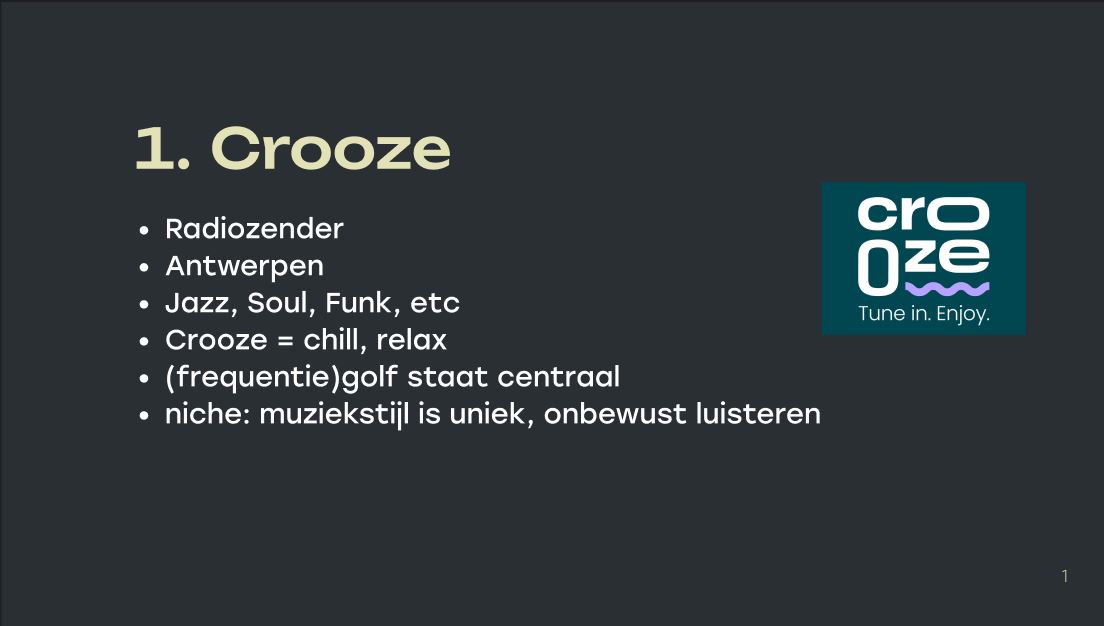 1. Crooze
• Radiozender
• Antwerpen
• Jazz, Soul, Funk, etc
• Crooze = chill, relax
• (frequentie)golf staat centraal
• niche: muziekstijl is uniek, onbewust luisteren
cro
oze
Tune in. Enjoy.
1